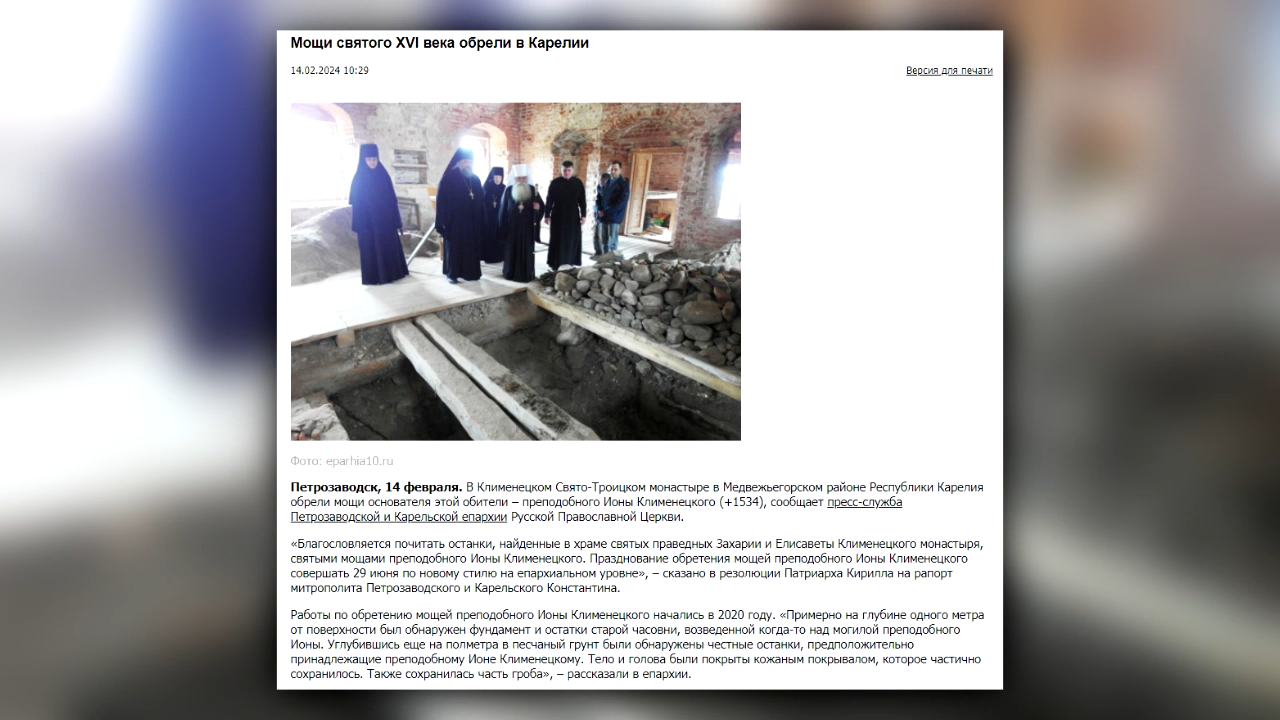 Мощи святого XVI века обрели в Карелии
14.02.2024 10:29
Версия для печати
Фото: eparhia10.ru
Петрозаводск, 14 февраля. В Клименецком Свято-Троицком монастыре в Медвежьегорском районе Республики Карелия
обрели мощи основателя этой обители – преподобного Ионы Клименецкого (+1534), сообщает пресс-служба
Петрозаводской и Карельской епархии Русской Православной Церкви.
«Благословляется почитать останки, найденные в храме святых праведных Захарии и Елисаветы Клименецкого монастыря,
святыми мощами преподобного Ионы Клименецкого. Празднование обретения мощей преподобного Ионы Клименецкого
совершать 29 июня по новому стилю на епархиальном уровне», – сказано в резолюции Патриарха Кирилла на рапорт
митрополита Петрозаводского и Карельского Константина.
Работы по обретению мощей преподобного Ионы Клименецкого начались в 2020 году. «Примерно на глубине одного метра
от поверхности был обнаружен фундамент и остатки старой часовни, возведенной когда-то над могилой преподобного
Ионы. Углубившись еще на полметра в песчаный грунт были обнаружены честные останки, предположительно
принадлежащие преподобному Ионе Клименецкому. Тело и голова были покрыты кожаным покрывалом, которое частично
сохранилось. Также сохранилась часть гроба», – рассказали в епархии.